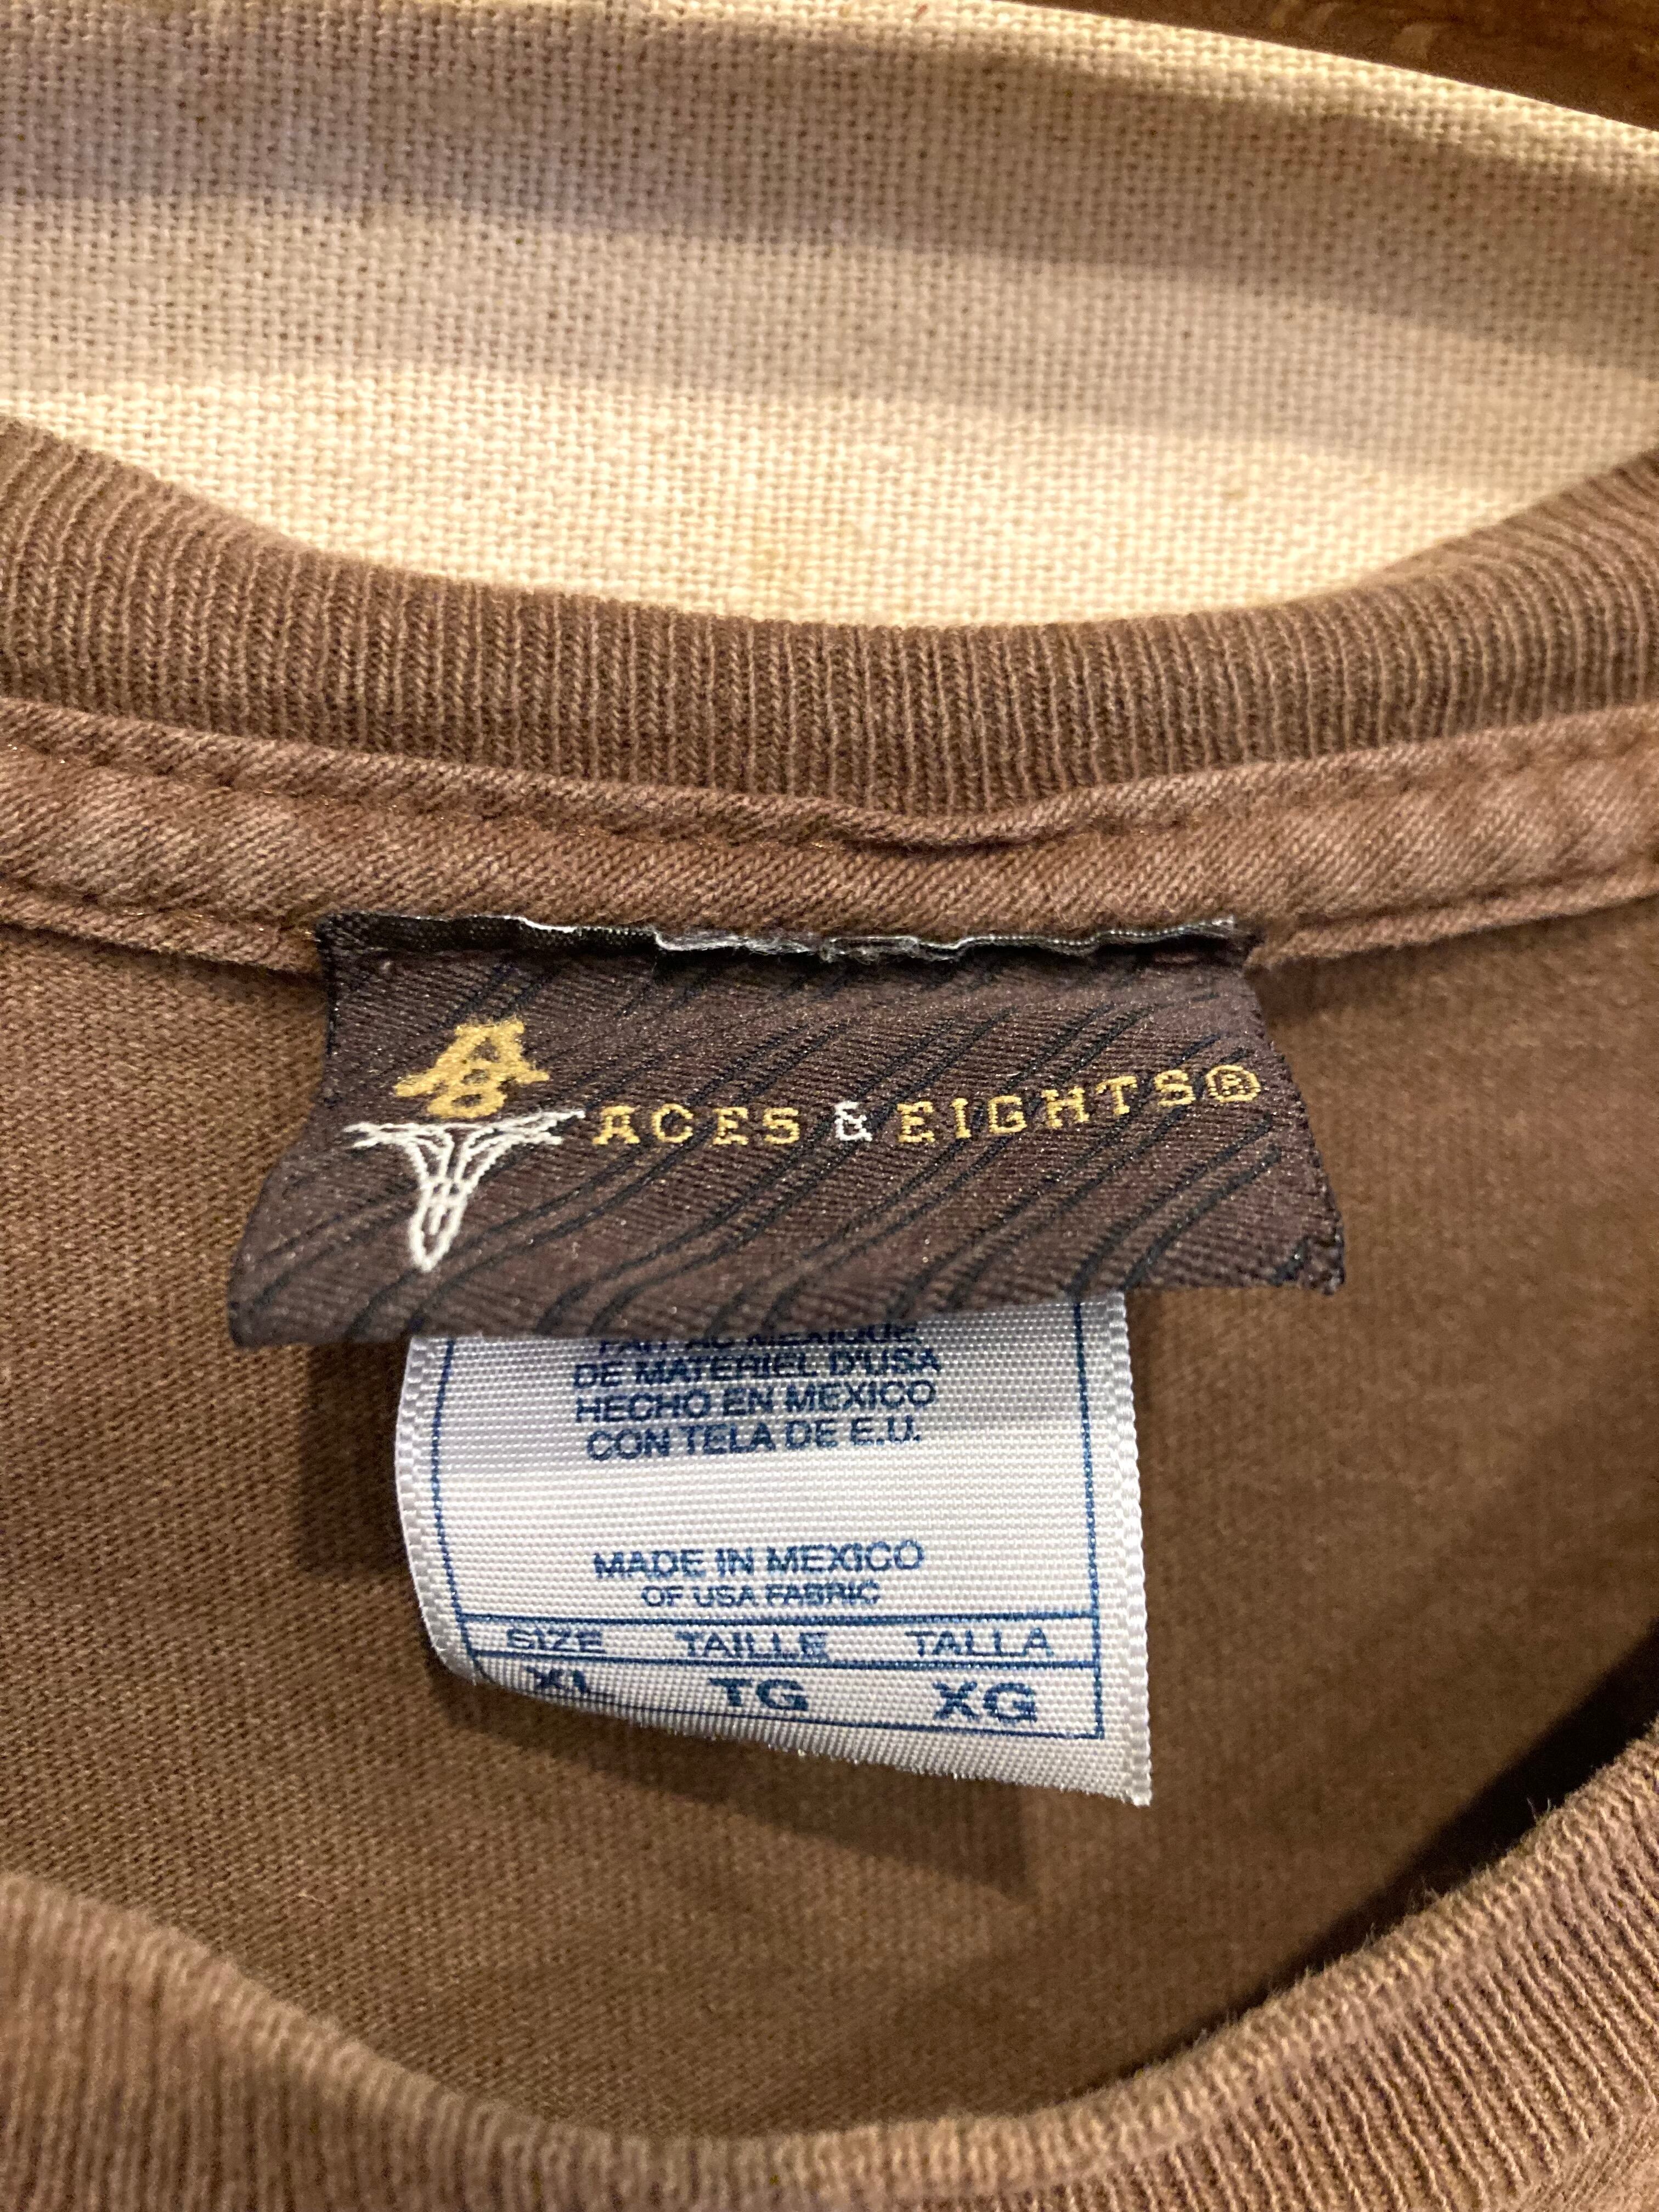 A8
ACES & EIGHTS®
FAIT AU MEXIQUE
DE MATERIEL D'USA
HECHO EN MEXICO
CON TELA DE E.U.
MADE IN MEXICO
OF USA FABRIC
SIZE TAILLE TALLA
XL TG XG